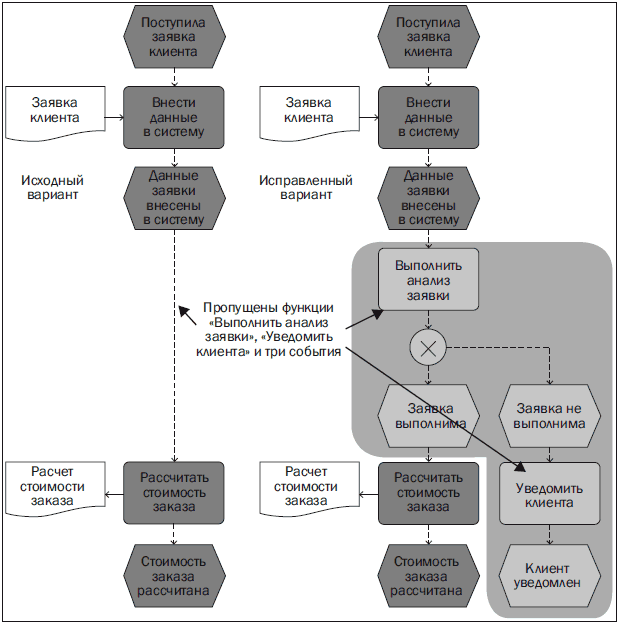 Поступила
заявка
клиента
Поступила
заявка
клиента
Заявка
клиента
Внести
данные
в систему
Заявка
клиента
Внести
данные
в систему
Исходный
вариант
Данные
заявки
внесены
в систему
Исправленный
вариант
Данные
заявки
внесены
в систему
Выполнить
анализ
заявки
Пропущены функции
«Выполнить анализ
заявки», «Уведомить
клиента» и три события
Заявка
выполнима
Заявка не
выполнима
Расчет
стоимости
заказа
Рассчитать
стоимость
заказа
Расчет
стоимости
заказа
Рассчитать
стоимость
заказа
Уведомить
клиента
Стоимость
заказа
рассчитана
Стоимость
заказа
рассчитана
Клиент
уведомлен